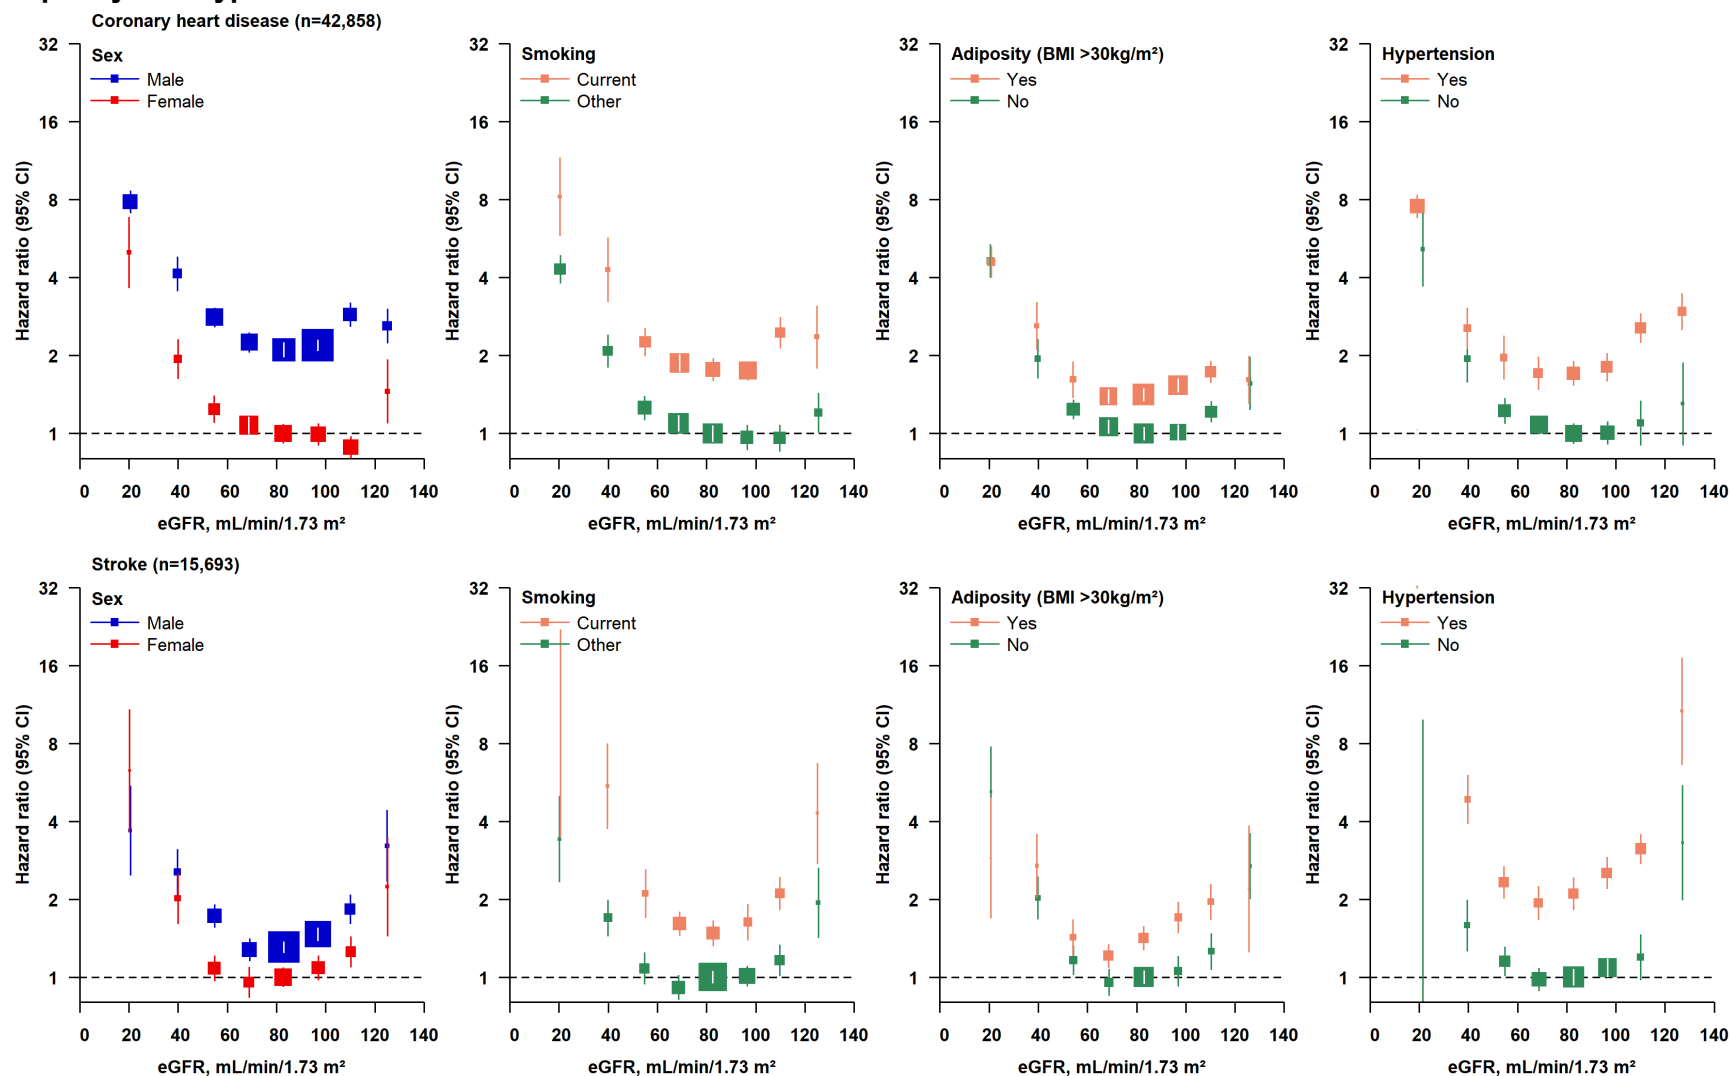 Coronary heart disease (n=42,858)
Sex
Male
Female
32
16
8
4
2
1
Hazard ratio (95% CI)
0 20 40 60 80 100 120 140
eGFR, mL/min/1.73 m²
Smoking
Current
Other
32
16
8
4
2
1
Hazard ratio (95% CI)
0 20 40 60 80 100 120 140
eGFR, mL/min/1.73 m²
Adiposity (BMI >30kg/m²)
Yes
No
32
16
8
4
2
1
Hazard ratio (95% CI)
0 20 40 60 80 100 120 140
eGFR, mL/min/1.73 m²
Hypertension
Yes
No
32
16
8
4
2
1
Hazard ratio (95% CI)
0 20 40 60 80 100 120 140
eGFR, mL/min/1.73 m²
Stroke (n=15,693)
Sex
Male
Female
32
16
8
4
2
1
Hazard ratio (95% CI)
0 20 40 60 80 100 120 140
eGFR, mL/min/1.73 m²
Smoking
Current
Other
32
16
8
4
2
1
Hazard ratio (95% CI)
0 20 40 60 80 100 120 140
eGFR, mL/min/1.73 m²
Adiposity (BMI >30kg/m²)
Yes
No
32
16
8
4
2
1
Hazard ratio (95% CI)
0 20 40 60 80 100 120 140
eGFR, mL/min/1.73 m²
Hypertension
Yes
No
32
16
8
4
2
1
Hazard ratio (95% CI)
0 20 40 60 80 100 120 140
eGFR, mL/min/1.73 m²